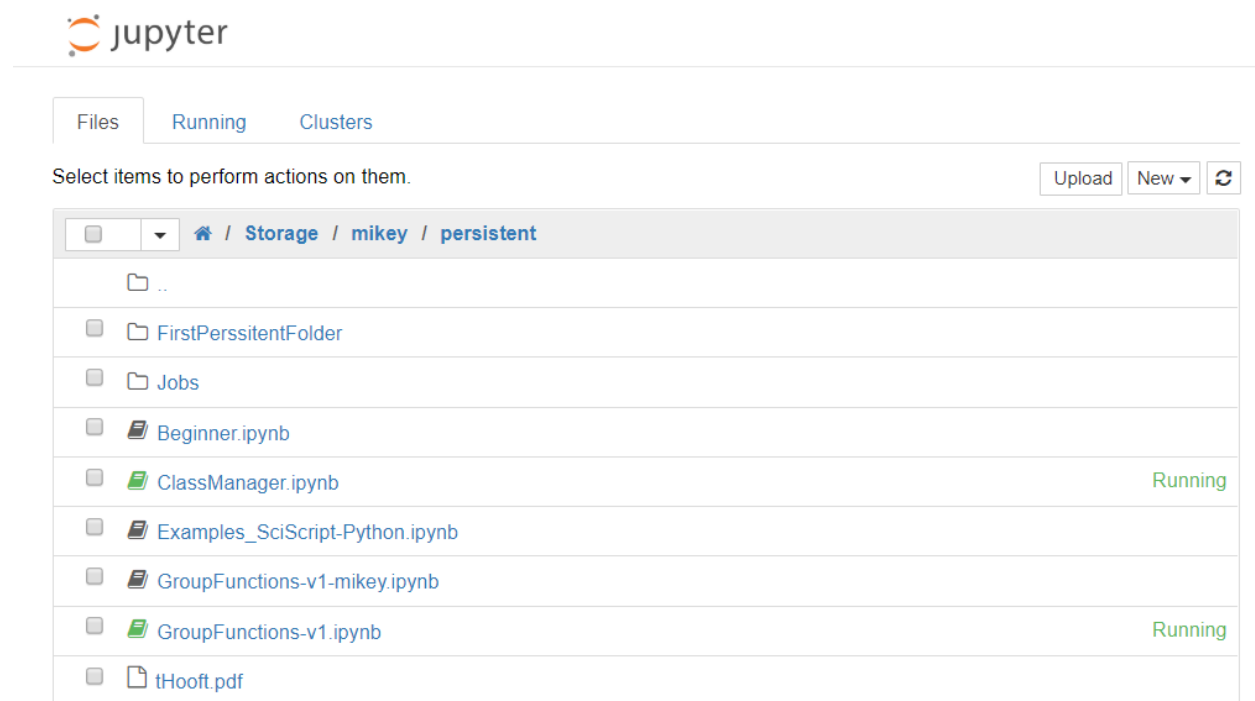 jupyter
Files Running Clusters
Select items to perform actions on them. Upload New
/ Storage / mikey / persistent
..
FirstPerssitentFolder
Jobs
Beginner.ipynb
ClassManager.ipynb Running
Examples_SciScript-Python.ipynb
GroupFunctions-v1-mikey.ipynb
GroupFunctions-v1.ipynb Running
tHooft.pdf